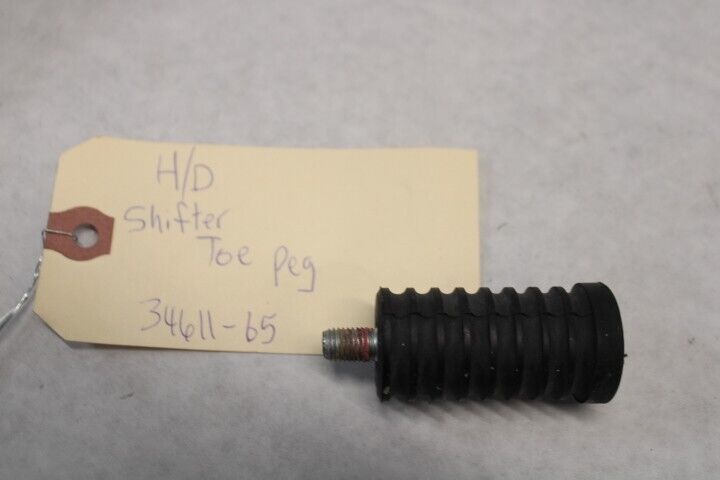 H/D
Shifter
Toe peg
34611-65